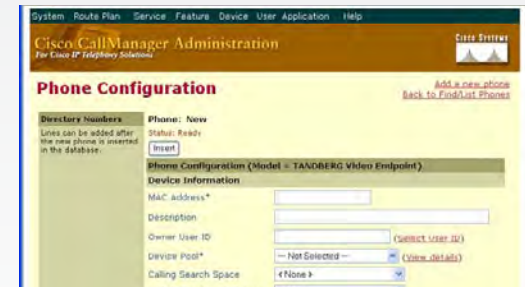 System Route Plan Service Feature Device User Application Help
Cisco CallManager Administration
For Cisco IP Telephony Solutions
Cisco Systems
Phone Configuration
Add a new phone
Back to Find/List Phones
Directory Numbers
Lines can be added after
the new phone is inserted
in the database.
Phone: New
Status: Ready
Insert
Phone Configuration (Model = TANDBERG Video Endpoint)
Device Information
MAC Address*
Description
Owner User ID
(Select User ID)
Device Pool*
-- Not Selected --
(View details)
Calling Search Space
< None >